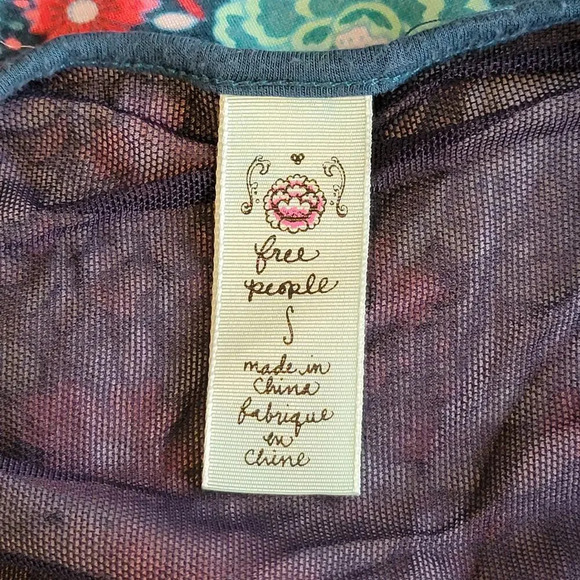 free
people
S
made in
China
fabrique
en
Chine